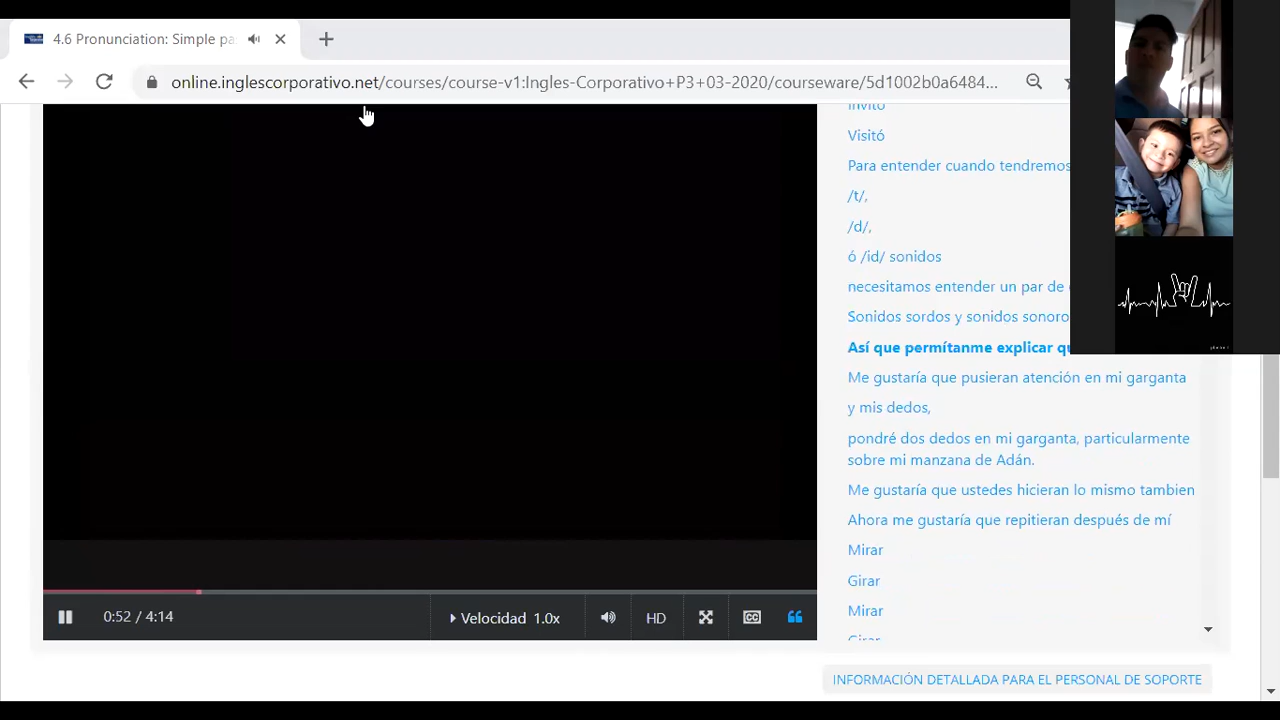 4.6 Pronunciation: Simple pa
online.inglescorporativo.net/courses/course-v1:Ingles-Corporativo+P3+03-2020/courseware/5d1002b0a6484...
Invitó
Visitó
Para entender cuando tendremos
/t/,
/d/,
ó /id/ sonidos
necesitamos entender un par de
Sonidos sordos y sonidos sonoro
Así que permítanme explicar qu
Me gustaría que pusieran atención en mi garganta
y mis dedos,
pondré dos dedos en mi garganta, particularmente
sobre mi manzana de Adán.
Me gustaría que ustedes hicieran lo mismo tambien
Ahora me gustaría que repitieran después de mí
Mirar
Girar
Mirar
Girar
0:52 / 4:14
Velocidad 1.0x
HD
CC
INFORMACIÓN DETALLADA PARA EL PERSONAL DE SOPORTE